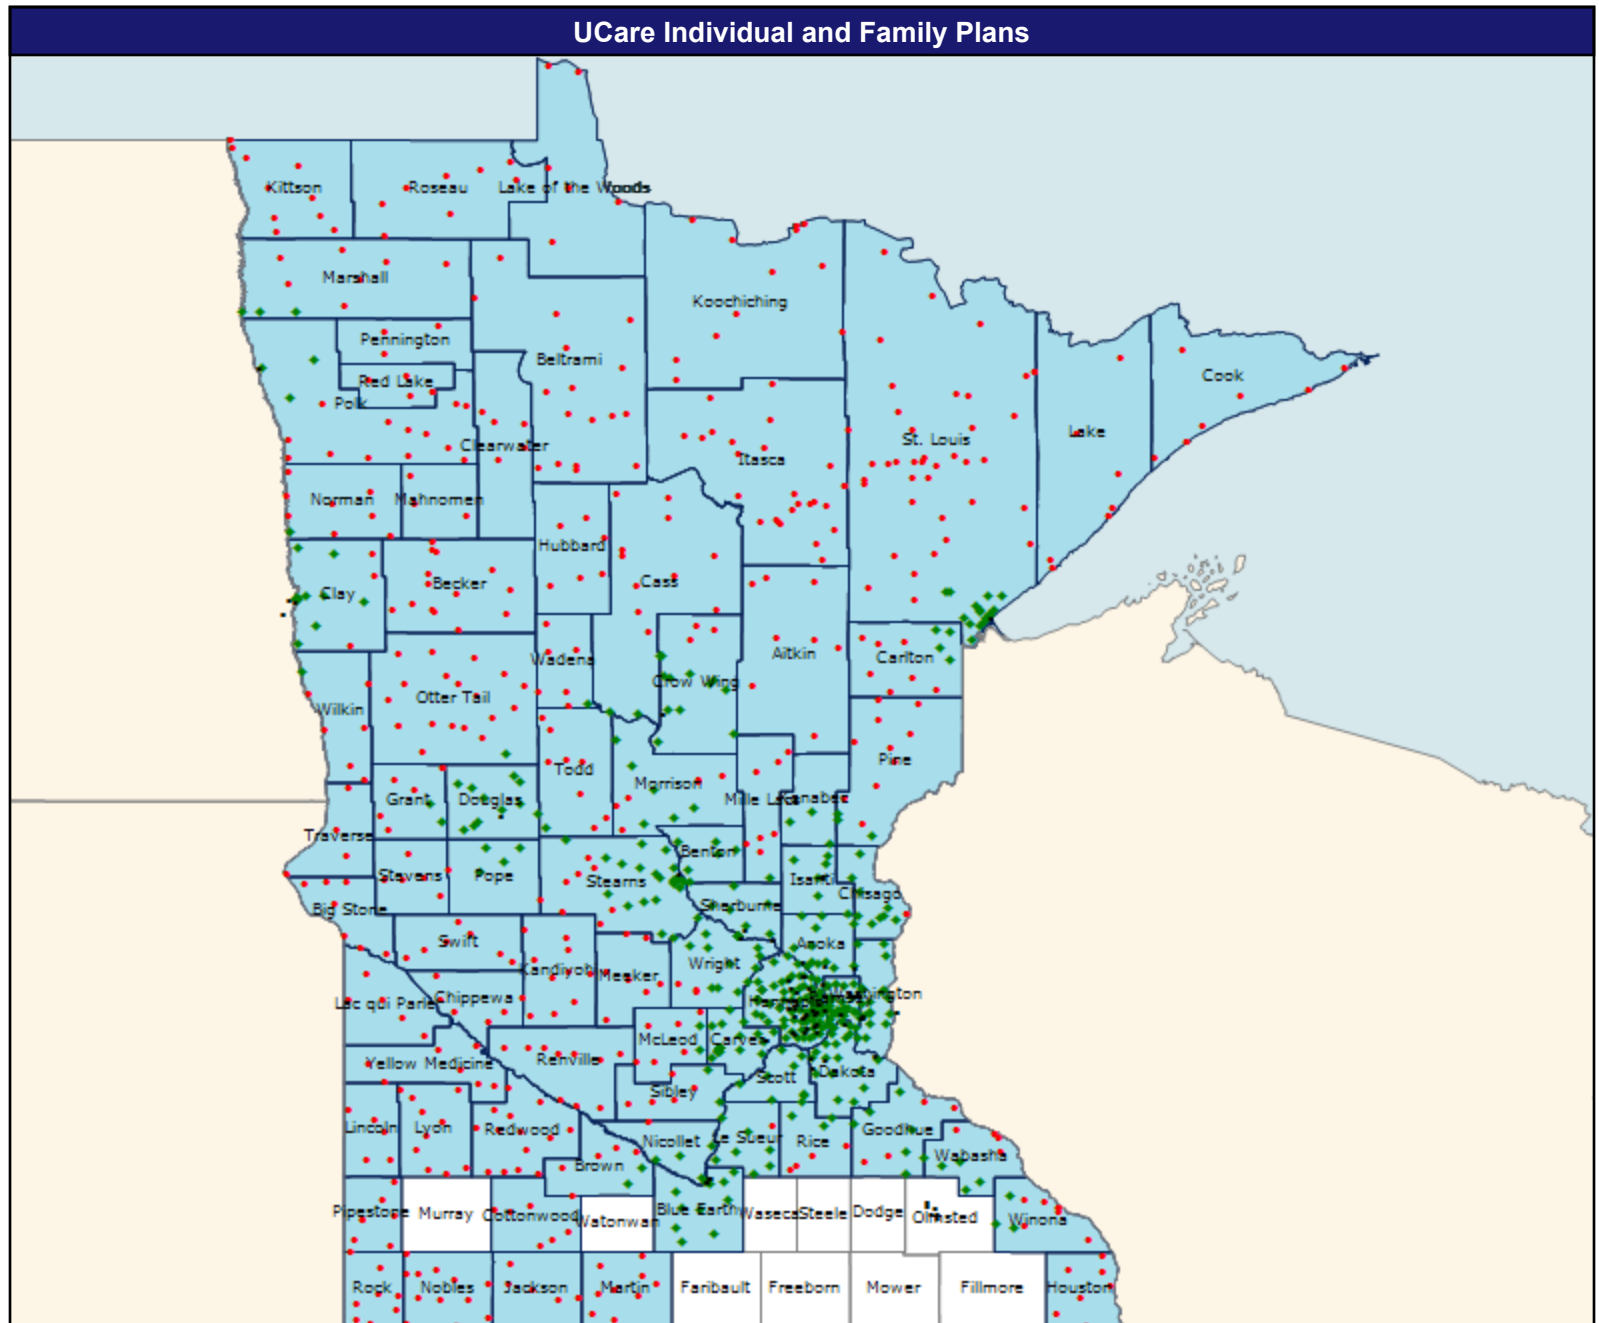 UCare Individual and Family Plans
Kittson
Roseau
Lake of the Woods
Marshall
Koochiching
Pennington
Beltrami
Red Lake
Cook
Polk
Clearwater
St. Louis
Lake
Itasca
Norman
Mahnomen
Hubbard
Becker
Cass
Clay
Wadena
Aitkin
Carlton
Crow Wing
Otter Tail
Wilkin
Pine
Todd
Morrison
Grant
Douglas
Mille Lacs
Kanabec
Traverse
Benton
Stevens
Pope
Stearns
Isanti
Chisago
Big Stone
Sherburne
Swift
Anoka
Kandiyohi
Meeker
Wright
Lac qui Parle
Chippewa
Washington
McLeod
Carver
Yellow Medicine
Renville
Scott
Dakota
Sibley
Lincoln
Lyon
Redwood
Nicollet
Le Sueur
Rice
Goodhue
Brown
Wabasha
Pipestone
Murray
Cottonwood
Watonwan
Blue Earth
Waseca
Steele
Dodge
Olmsted
Winona
Rock
Nobles
Jackson
Martin
Faribault
Freeborn
Mower
Fillmore
Houston